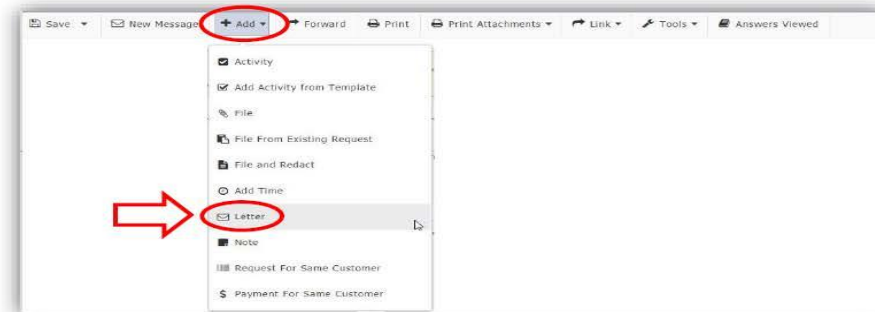 Save New Message Add Forward Print Print Attachments Link Tools Answers Viewed
Activity
Add Activity from Template
File
File From Existing Request
File and Redact
Add Time
Letter
Note
Request For Same Customer
$ Payment For Same Customer